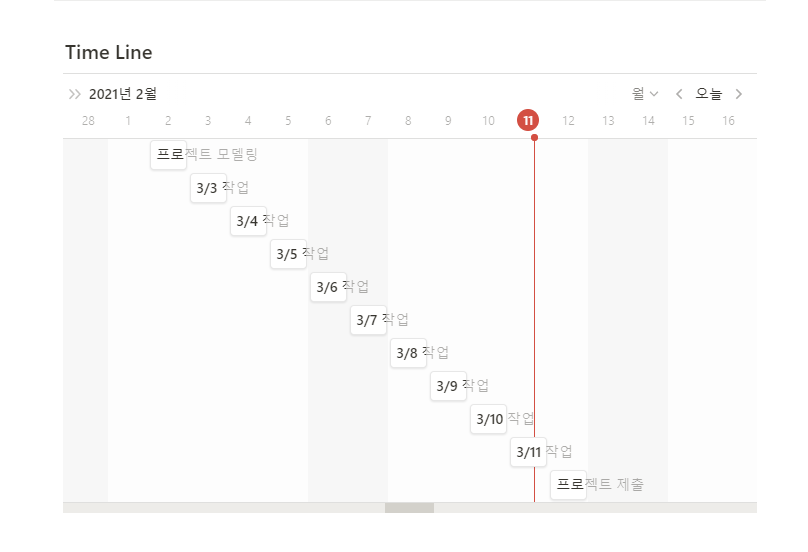 Time Line
2021년 2월 월 오늘
28 1 2 3 4 5 6 7 8 9 10 11 12 13 14 15 16
프로젝트 모델링
3/3 작업
3/4 작업
3/5 작업
3/6 작업
3/7 작업
3/8 작업
3/9 작업
3/10 작업
3/11 작업
프로젝트 제출